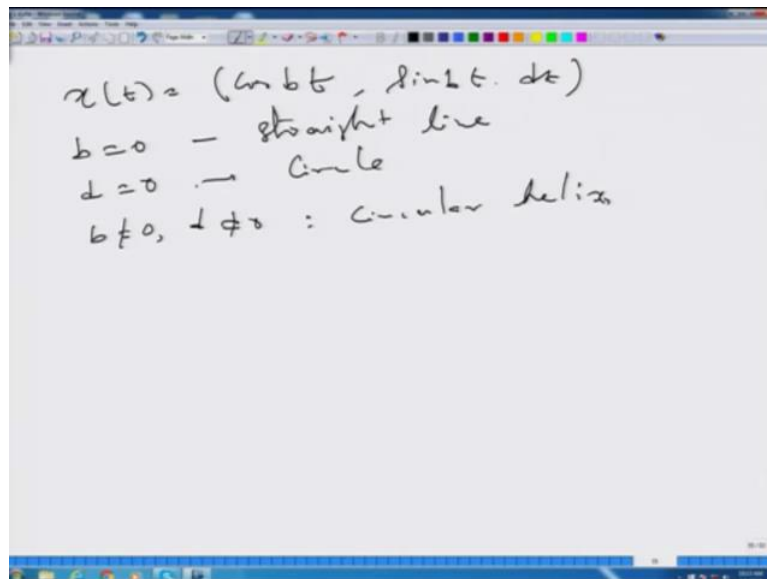 x(t) = (cos bt, sin bt. dt)
b = 0 - straight line
d = 0 → circle
b ≠ 0, d ≠ 0 : circular helix